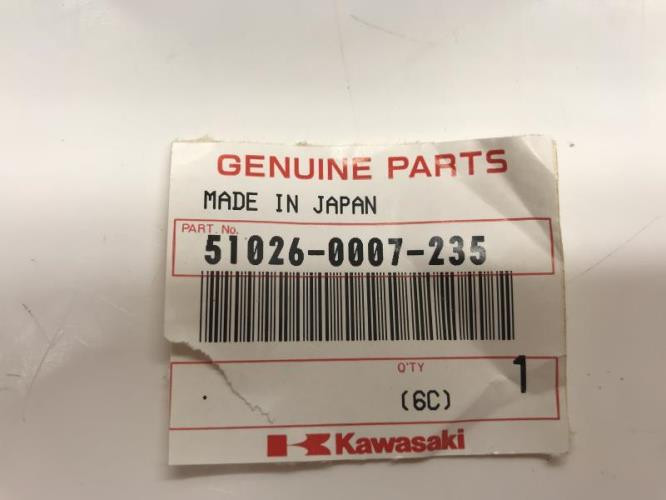 GENUINE PARTS
MADE IN JAPAN
PART. No.
51026-0007-235
Q'TY
1
(6C)
Kawasaki